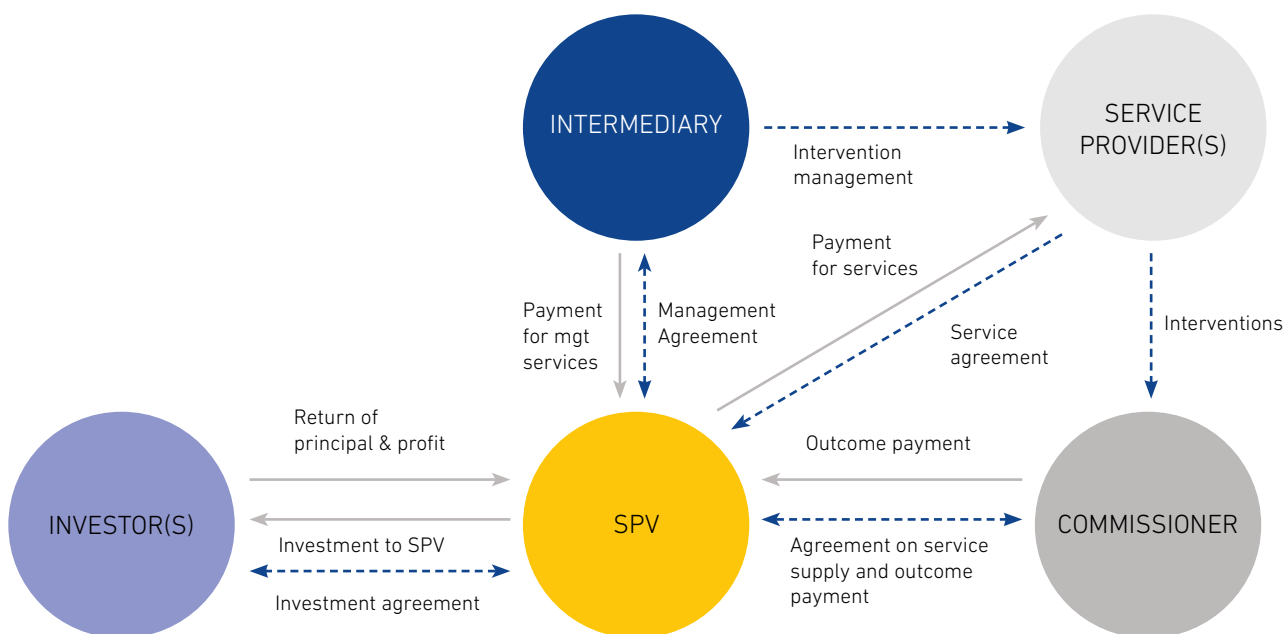 INTERMEDIARY
SERVICE
PROVIDER(S)
Intervention
management
Payment
for services
Payment
for mgt
services
Management
Agreement
Service
agreement
Interventions
Return of
principal & profit
Outcome payment
INVESTOR(S)
SPV
COMMISSIONER
Investment to SPV
Investment agreement
Agreement on service
supply and outcome
payment